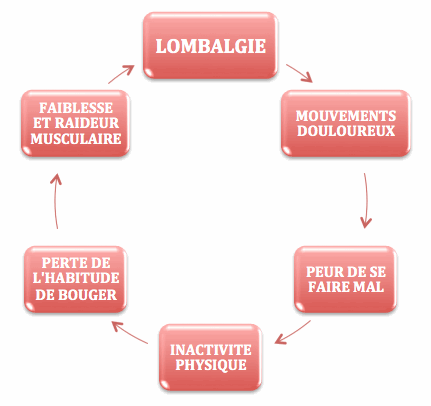 LOMBALGIE
MOUVEMENTS
DOULOUREUX
PEUR DE SE
FAIRE MAL
INACTIVITE
PHYSIQUE
PERTE DE
L'HABITUDE
DE BOUGER
FAIBLESSE
ET RAIDEUR
MUSCULAIRE